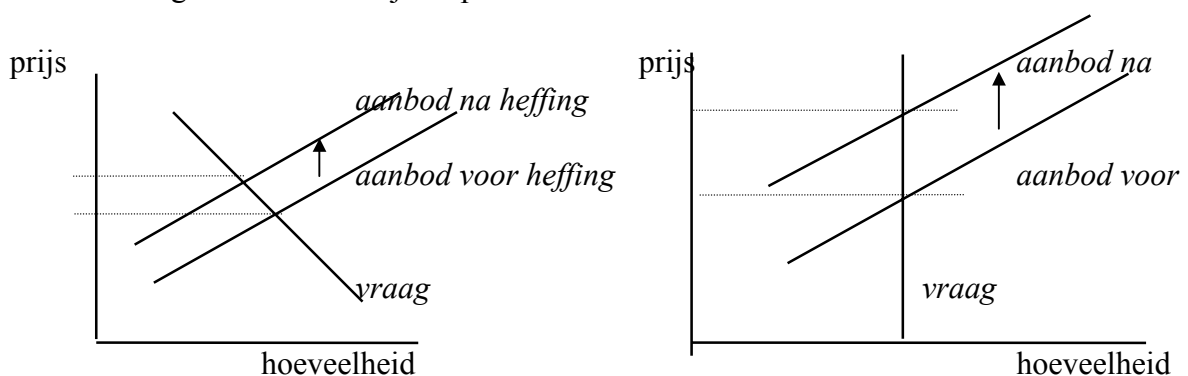 prijs
aanbod na heffing
aanbod voor heffing
vraag
hoeveelheid
prijs
aanbod na
aanbod voor
vraag
hoeveelheid